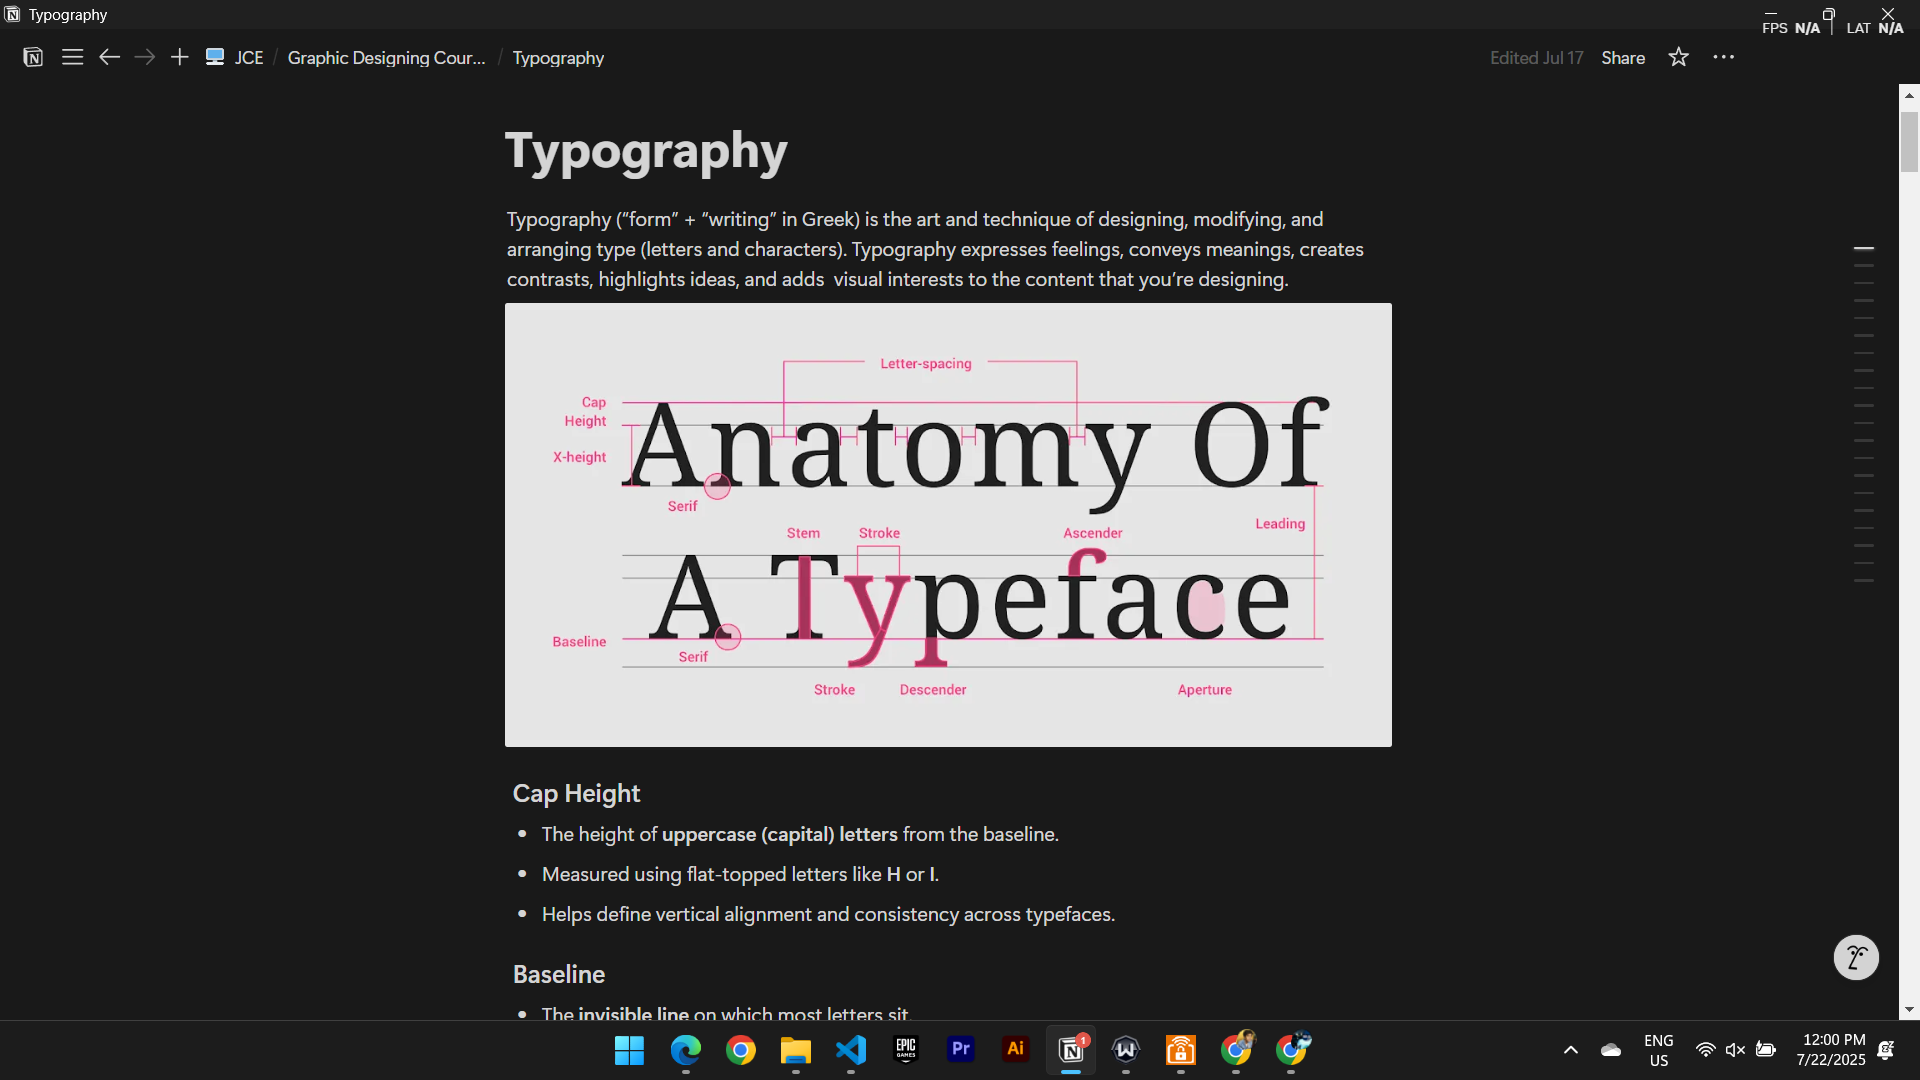 Typography
FPS N/A LAT N/A
JCE / Graphic Designing Cour... / Typography
Edited Jul 17 Share
Typography
Typography (“form” + “writing” in Greek) is the art and technique of designing, modifying, and
arranging type (letters and characters). Typography expresses feelings, conveys meanings, creates
contrasts, highlights ideas, and adds  visual interests to the content that you’re designing.
Letter-spacing
Cap
Height
X-height
Anatomy Of
Serif
Leading
Stem Stroke Ascender
A Typeface
Baseline
Serif
Stroke Descender Aperture
Cap Height
• The height of uppercase (capital) letters from the baseline.
• Measured using flat-topped letters like H or I.
• Helps define vertical alignment and consistency across typefaces.
Baseline
• The invisible line on which most letters sit.
EPIC
GAMES
Pr
Ai
1
ENG
US
12:00 PM
7/22/2025